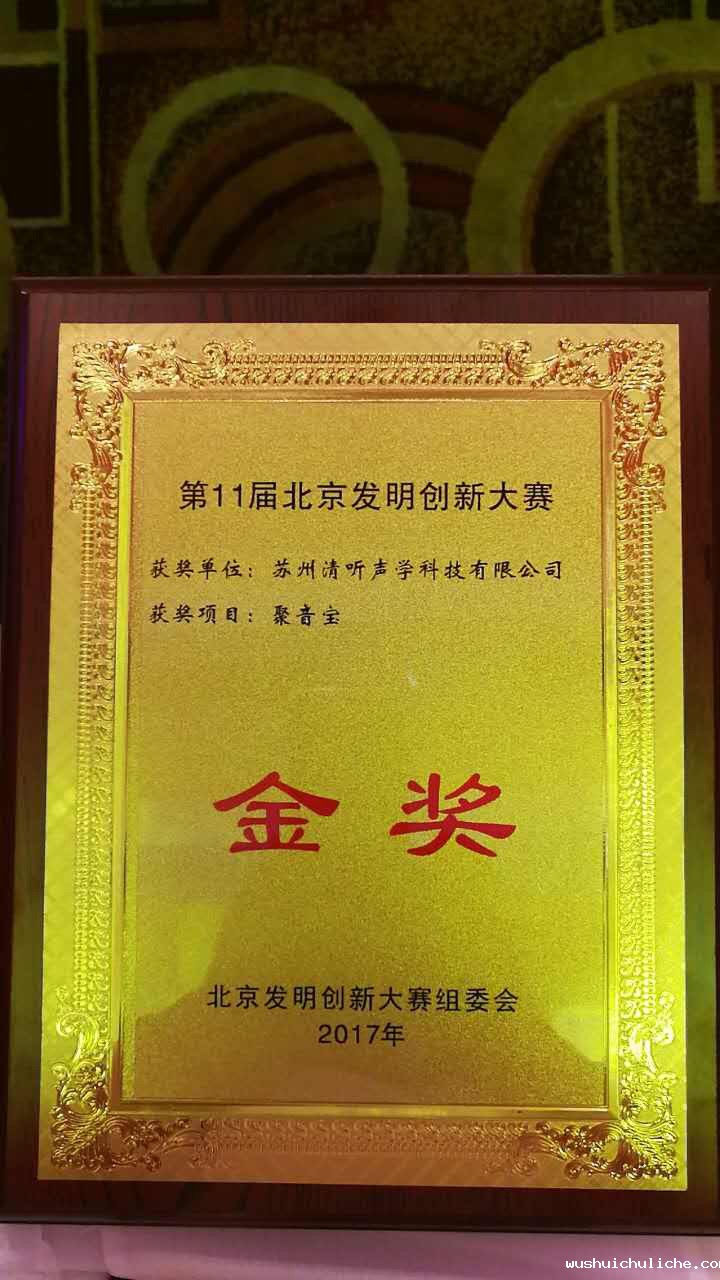 第11届北京发明创新大赛
获奖单位：苏州清听声学科技有限公司
获奖项目：聚音宝
金奖
北京发明创新大赛组委会
2017年
wushuichuliche.co